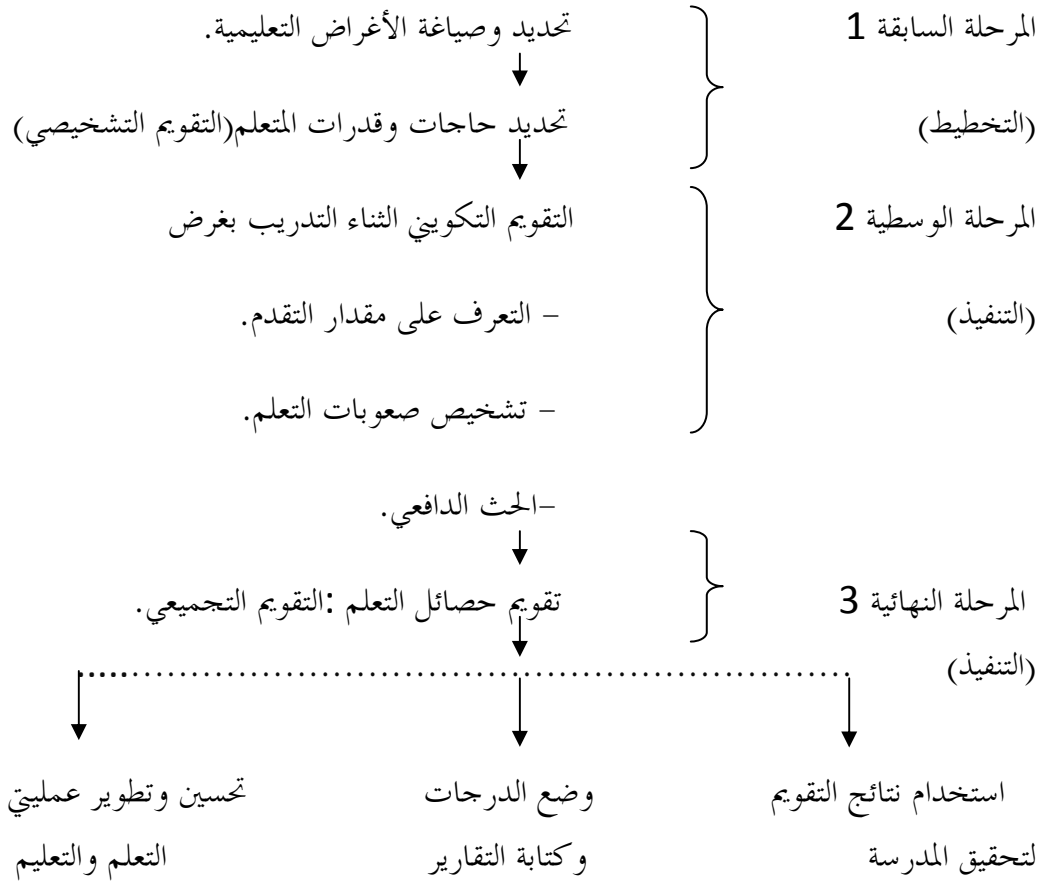 المرحلة السابقة 1 تحديد وصياغة الأغراض التعليمية.
(التخطيط) تحديد حاجات وقدرات المتعلم(التقويم التشخيصي)
المرحلة الوسطية 2 التقويم التكويني الثناء التدريب بغرض
(التنفيذ) – التعرف على مقدار التقدم.
– تشخيص صعوبات التعلم.
–الحث الدافعي.
المرحلة النهائية 3 تقويم حصائل التعلم :التقويم التجميعي.
(التنفيذ)
استخدام نتائج التقويم وضع الدرجات تحسين وتطوير عمليتي
لتحقيق المدرسة وكتابة التقارير التعلم والتعليم